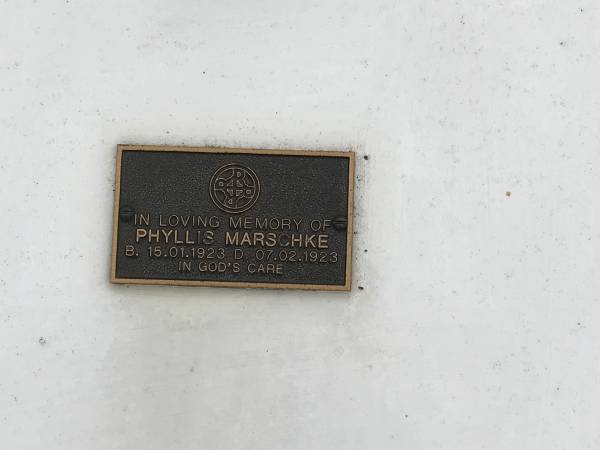 IN LOVING MEMORY OF
PHYLLIS MARSCHKE
B. 15.01.1923 D. 07.02.1923
IN GOD'S CARE